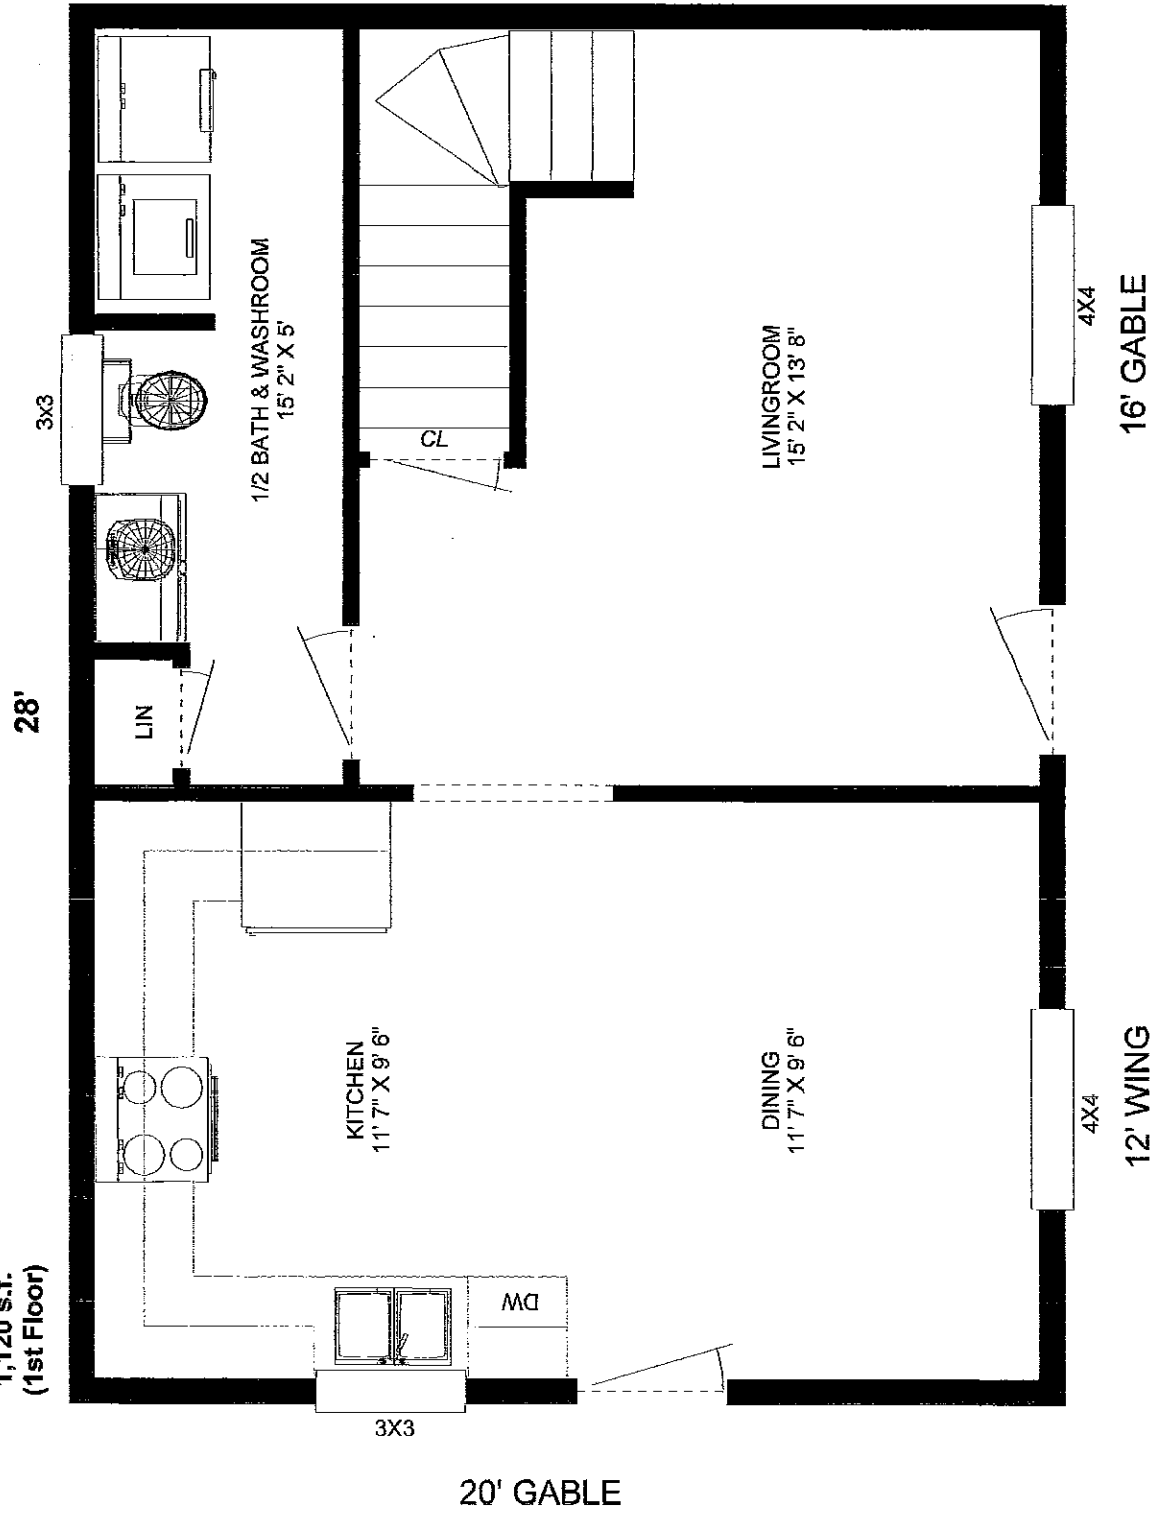 1,120 s.f.
(1st Floor)
28'
3x3
LIN
1/2 BATH & WASHROOM
15' 2" X 5'
CL
KITCHEN
11' 7" X 9' 6"
DINING
11' 7" X 9' 6"
LIVINGROOM
15' 2" X 13' 8"
DW
3X3
20' GABLE
4X4
12' WING
4X4
16' GABLE